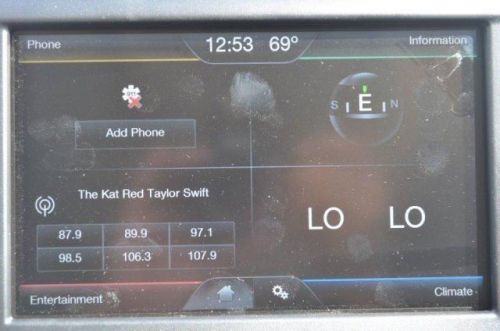 Phone
12:53 69°
Information
911
Add Phone
S I E I N
The Kat Red Taylor Swift
87.9 89.9 97.1
98.5 106.3 107.9
LO LO
Entertainment
Climate